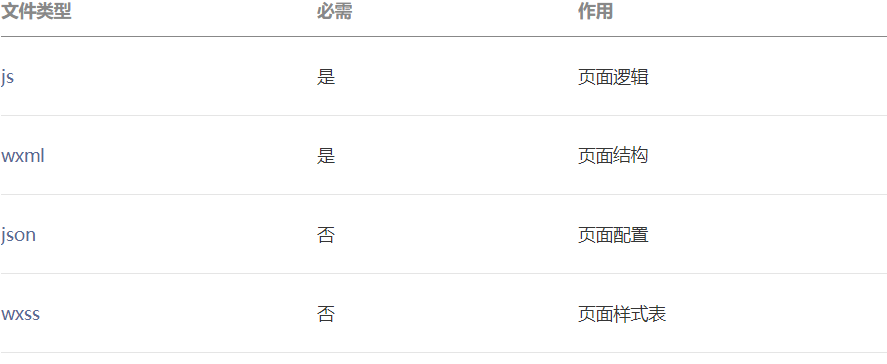 文件类型 必需 作用
js 是 页面逻辑
wxml 是 页面结构
json 否 页面配置
wxss 否 页面样式表